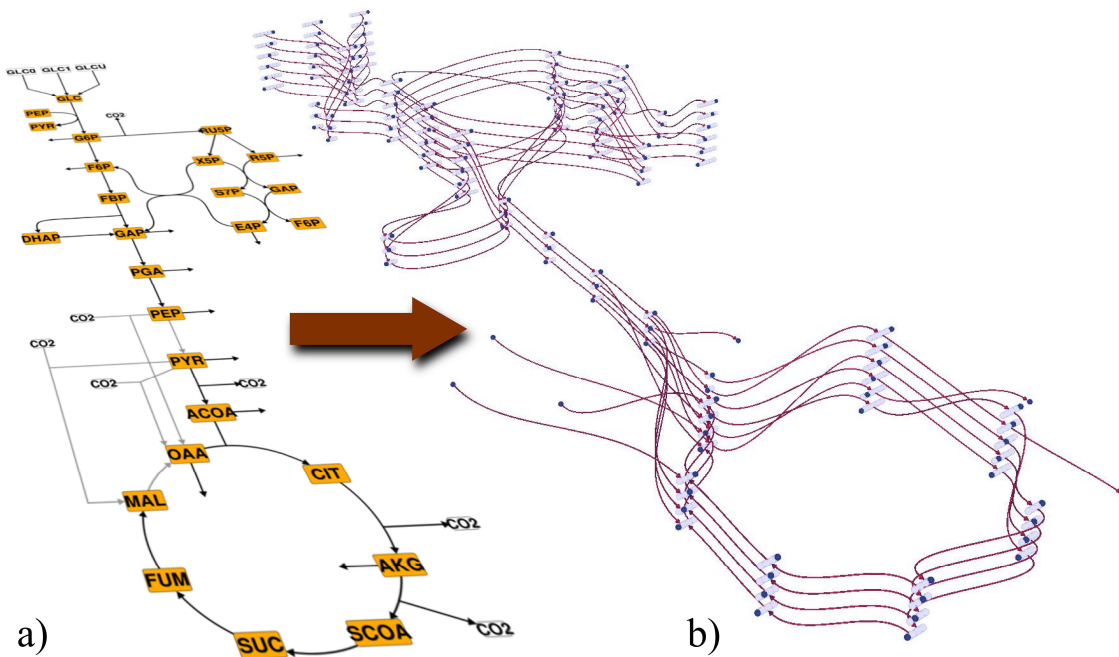 GLC0 GLC1 GLCU
GLC
PEP
PYR
CO2
G6P
RU5P
F6P
X5P
R5P
FBP
S7P
GAP
DHAP
GAP
E4P
F6P
PGA
CO2
PEP
CO2
PYR
CO2
CO2
ACOA
OAA
CIT
MAL
CO2
AKG
FUM
SCOA
CO2
SUC
a)
b)